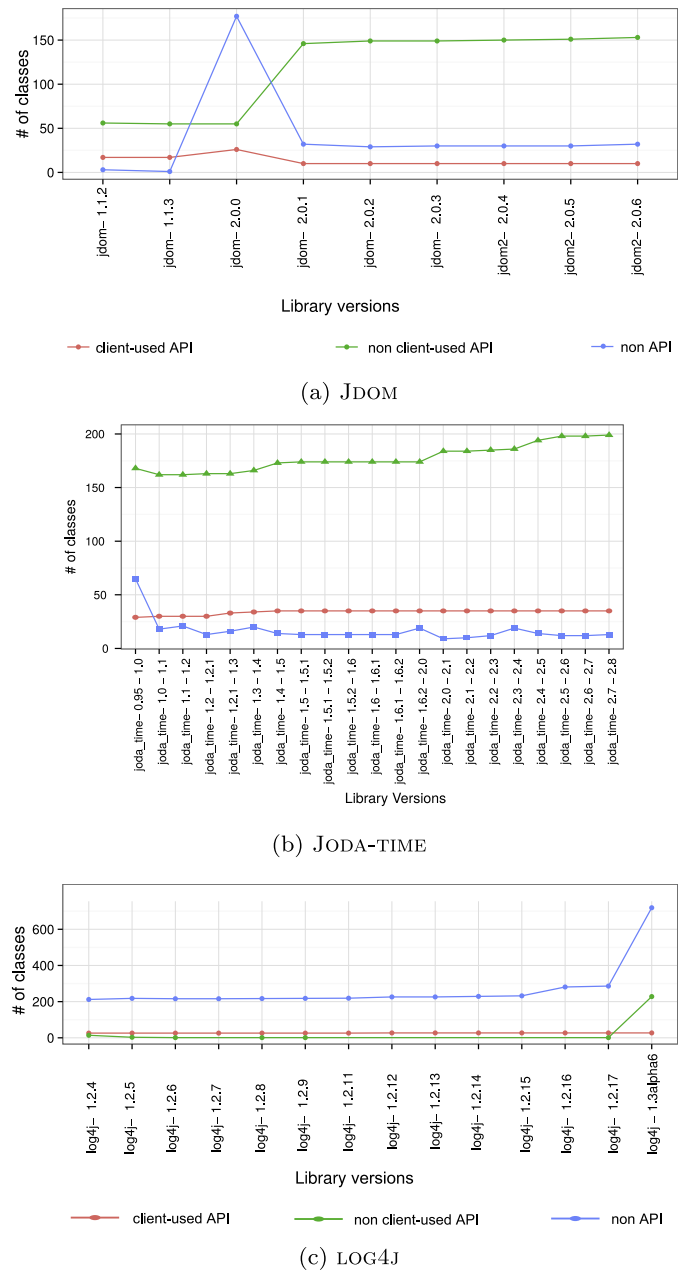 # of classes
150
100
50
0
jdom− 1.1.2
jdom− 1.1.3
jdom− 2.0.0
jdom− 2.0.1
jdom− 2.0.2
jdom− 2.0.3
jdom2− 2.0.4
jdom2− 2.0.5
jdom2− 2.0.6
Library versions
client-used API
non client-used API
non API
(a) JDOM
# of classes
200
150
100
50
0
joda_time− 0.95 − 1.0
joda_time− 1.0 − 1.1
joda_time− 1.1 − 1.2
joda_time− 1.2 − 1.2.1
joda_time− 1.2.1 − 1.3
joda_time− 1.3 − 1.4
joda_time− 1.4 − 1.5
joda_time− 1.5 − 1.5.1
joda_time− 1.5.1 − 1.5.2
joda_time− 1.5.2 − 1.6
joda_time− 1.6 − 1.6.1
joda_time− 1.6.1 − 1.6.2
joda_time− 1.6.2 − 2.0
joda_time− 2.0 − 2.1
joda_time− 2.1 − 2.2
joda_time− 2.2 − 2.3
joda_time− 2.3 − 2.4
joda_time− 2.4 − 2.5
joda_time− 2.5 − 2.6
joda_time− 2.6 − 2.7
joda_time− 2.7 − 2.8
Library Versions
(b) JODA-TIME
# of classes
600
400
200
0
log4j− 1.2.4
log4j− 1.2.5
log4j− 1.2.6
log4j− 1.2.7
log4j− 1.2.8
log4j− 1.2.9
log4j− 1.2.11
log4j− 1.2.12
log4j− 1.2.13
log4j− 1.2.14
log4j− 1.2.15
log4j− 1.2.16
log4j− 1.2.17
log4j − 1.3alpha6
Library versions
client-used API
non client-used API
non API
(c) LOG4J